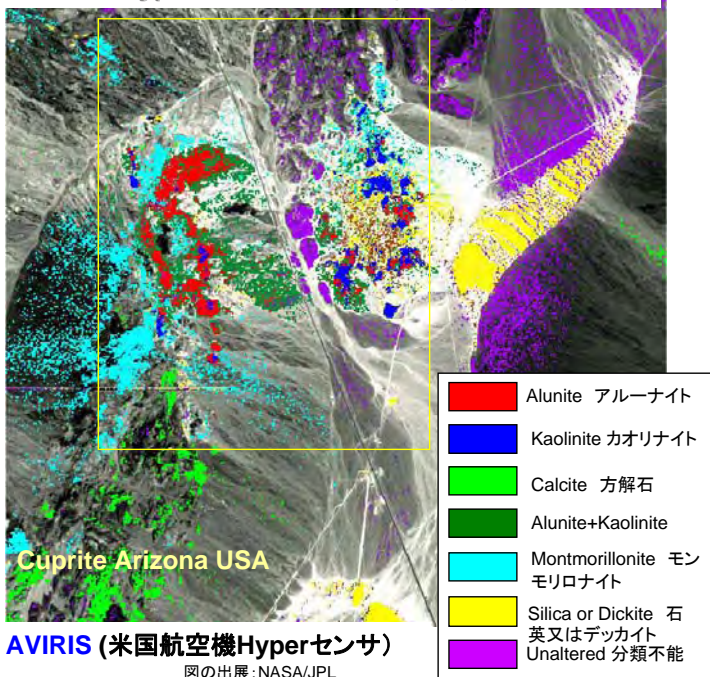 Alunite アルーナイト
Kaolinite カオリナイト
Calcite 方解石
Alunite+Kaolinite
Montmorillonite モン
モリロナイト
Silica or Dickite 石
英又はデッカイト
Unaltered 分類不能
Cuprite Arizona USA
AVIRIS (米国航空機Hyperセンサ)
図の出展:NASA/JPL